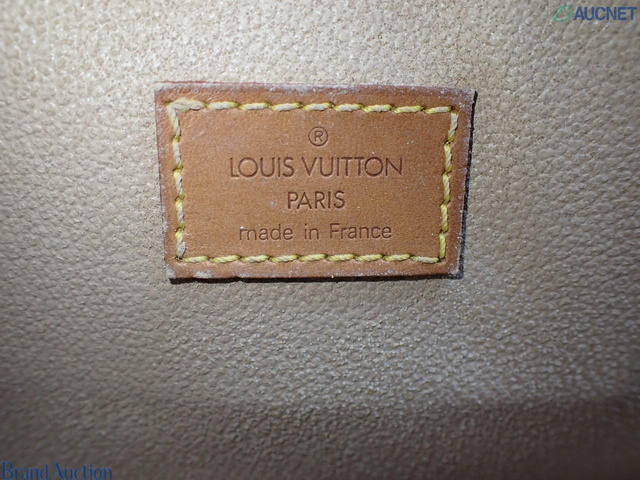 AUCNET
®
LOUIS VUITTON
PARIS
made in France
Brand Auction